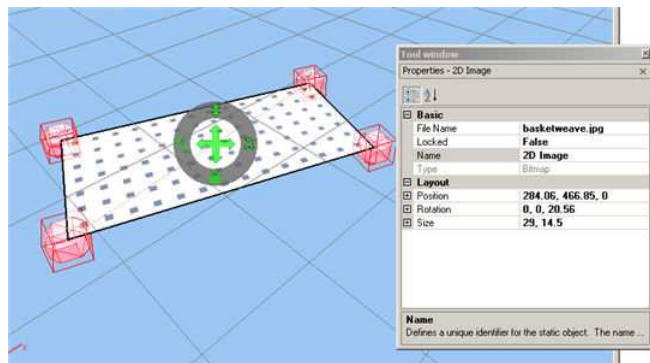 Tool window
Properties - 2D Image
Basic
File Name basketweave.jpg
Locked False
Name 2D Image
Type Bitmap
Layout
Position 284.06, 466.85, 0
Rotation 0, 0, 20.56
Size 29, 14.5
Name
Defines a unique identifier for the static object. The name ...
x